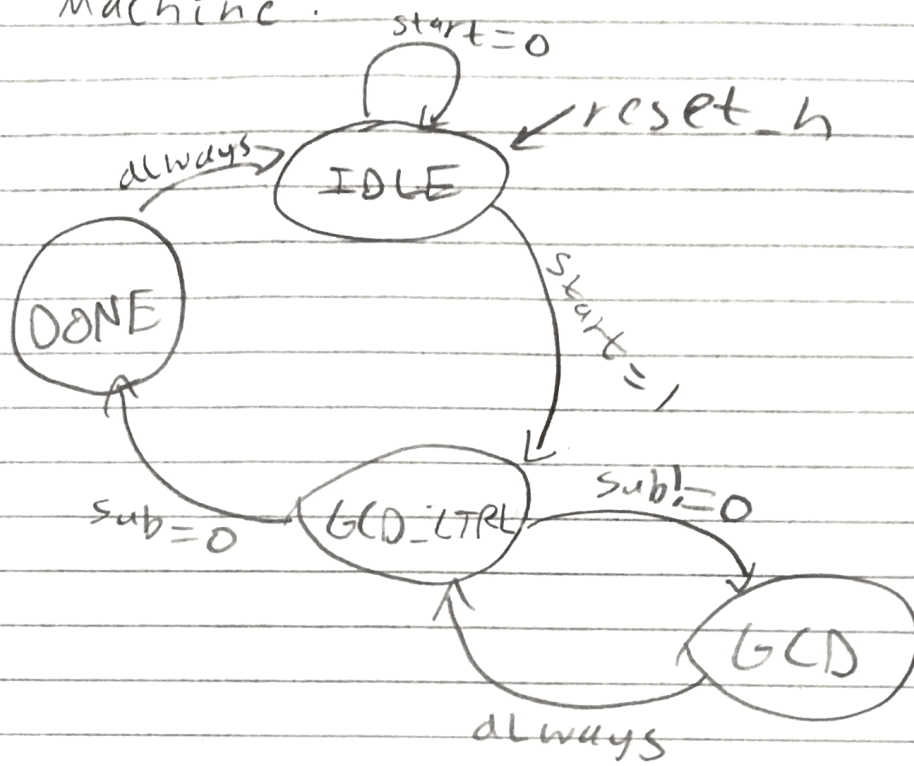 Machine.
start=0
reset_h
always
IDLE
start=1
DONE
sub!=0
sub=0
GCD_CTRL
GCD
always